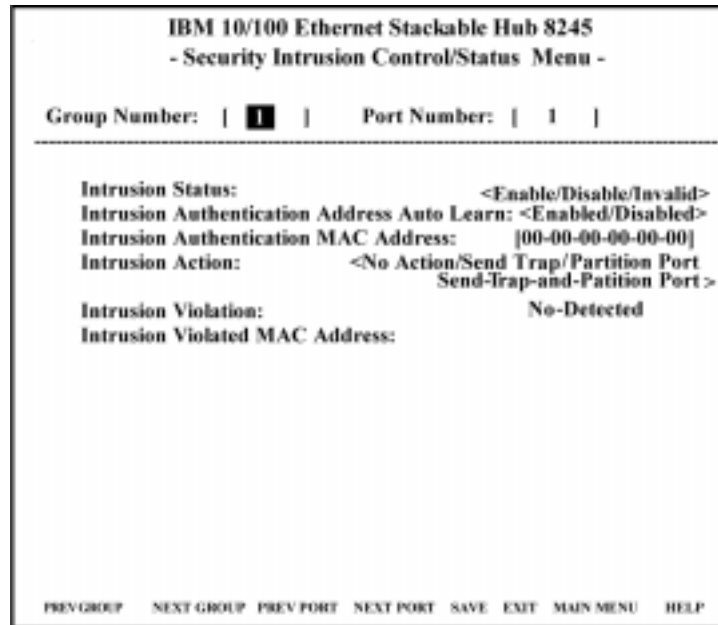 IBM 10/100 Ethernet Stackable Hub 8245
- Security Intrusion Control/Status Menu -
Group Number: [ 1 ] Port Number: [ 1 ]
Intrusion Status: <Enable/Disable/Invalid>
Intrusion Authentication Address Auto Learn: <Enabled/Disabled>
Intrusion Authentication MAC Address: [00-00-00-00-00-00]
Intrusion Action: <No Action/Send Trap/Partition Port
Send-Trap-and-Patition Port>
Intrusion Violation: No-Detected
Intrusion Violated MAC Address:
PREV GROUP NEXT GROUP PREV PORT NEXT PORT SAVE EXIT MAIN MENU HELP